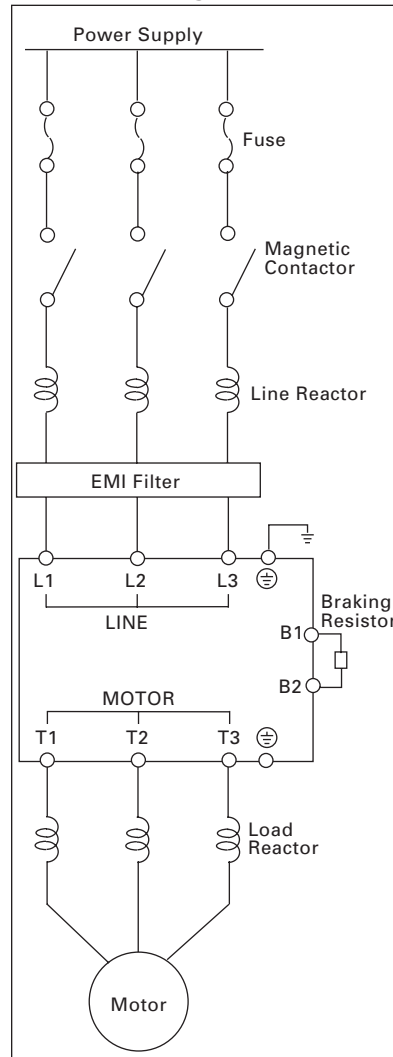 Power Supply
Fuse
Magnetic
Contactor
Line Reactor
EMI Filter
L1 L2 L3
LINE
Braking
Resistor
B1
B2
MOTOR
T1 T2 T3
Load
Reactor
Motor